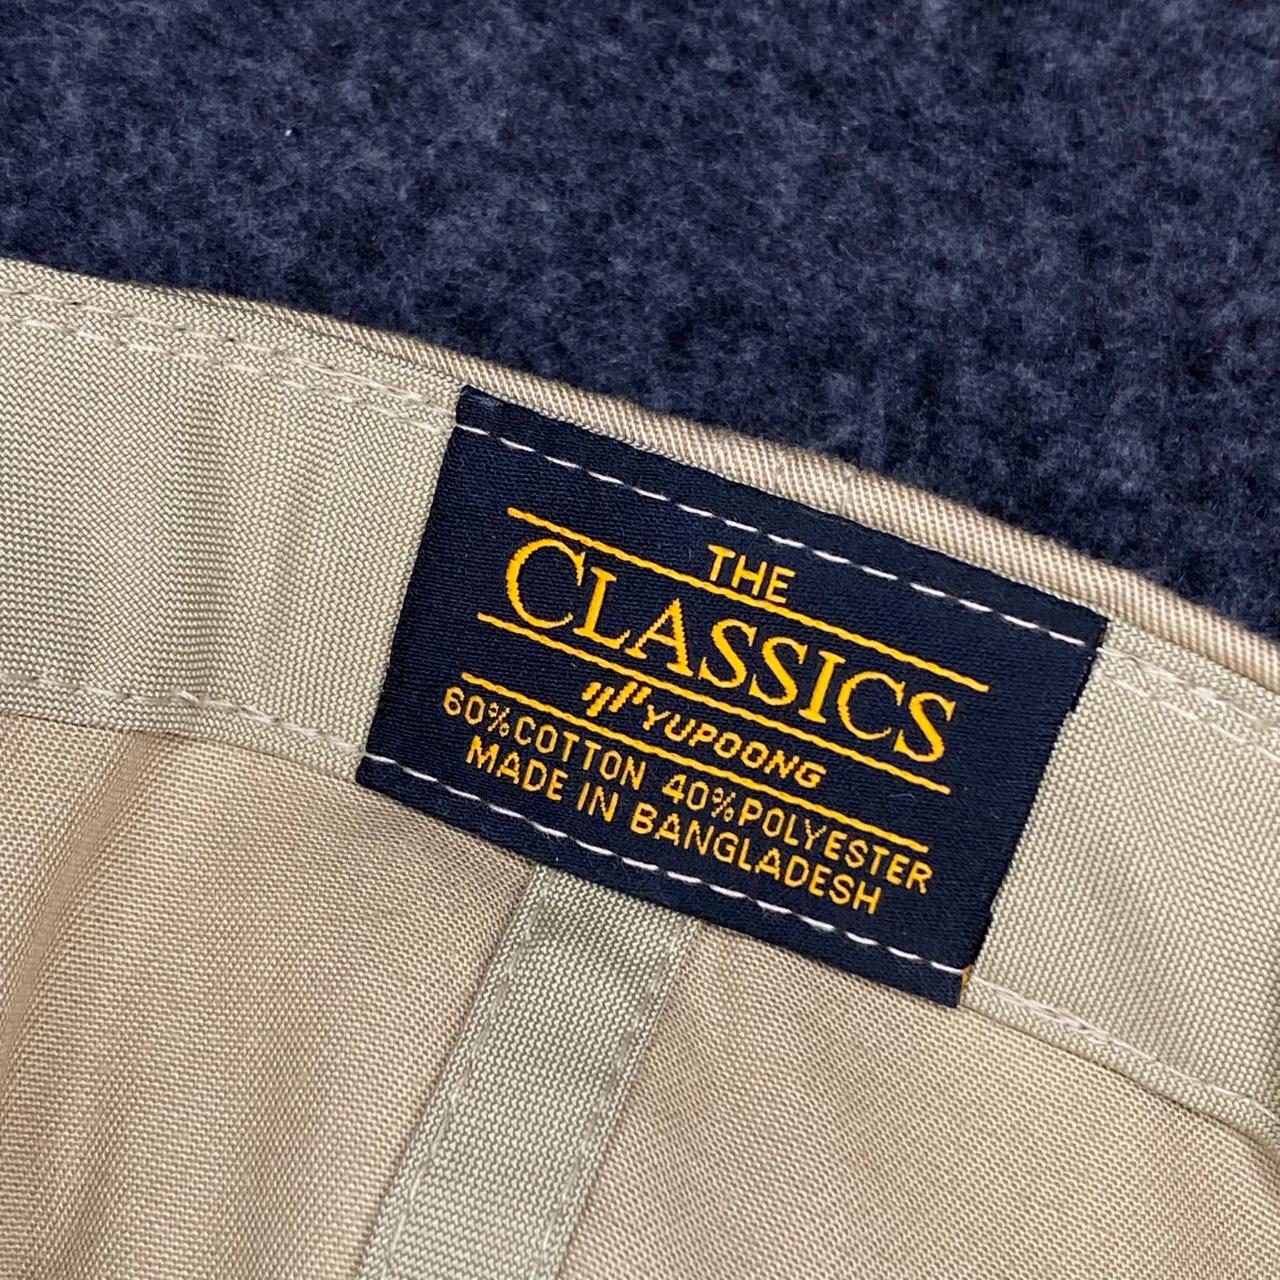 THE
CLASSICS
YUPOONG
60%COTTON 40%POLYESTER
MADE IN BANGLADESH